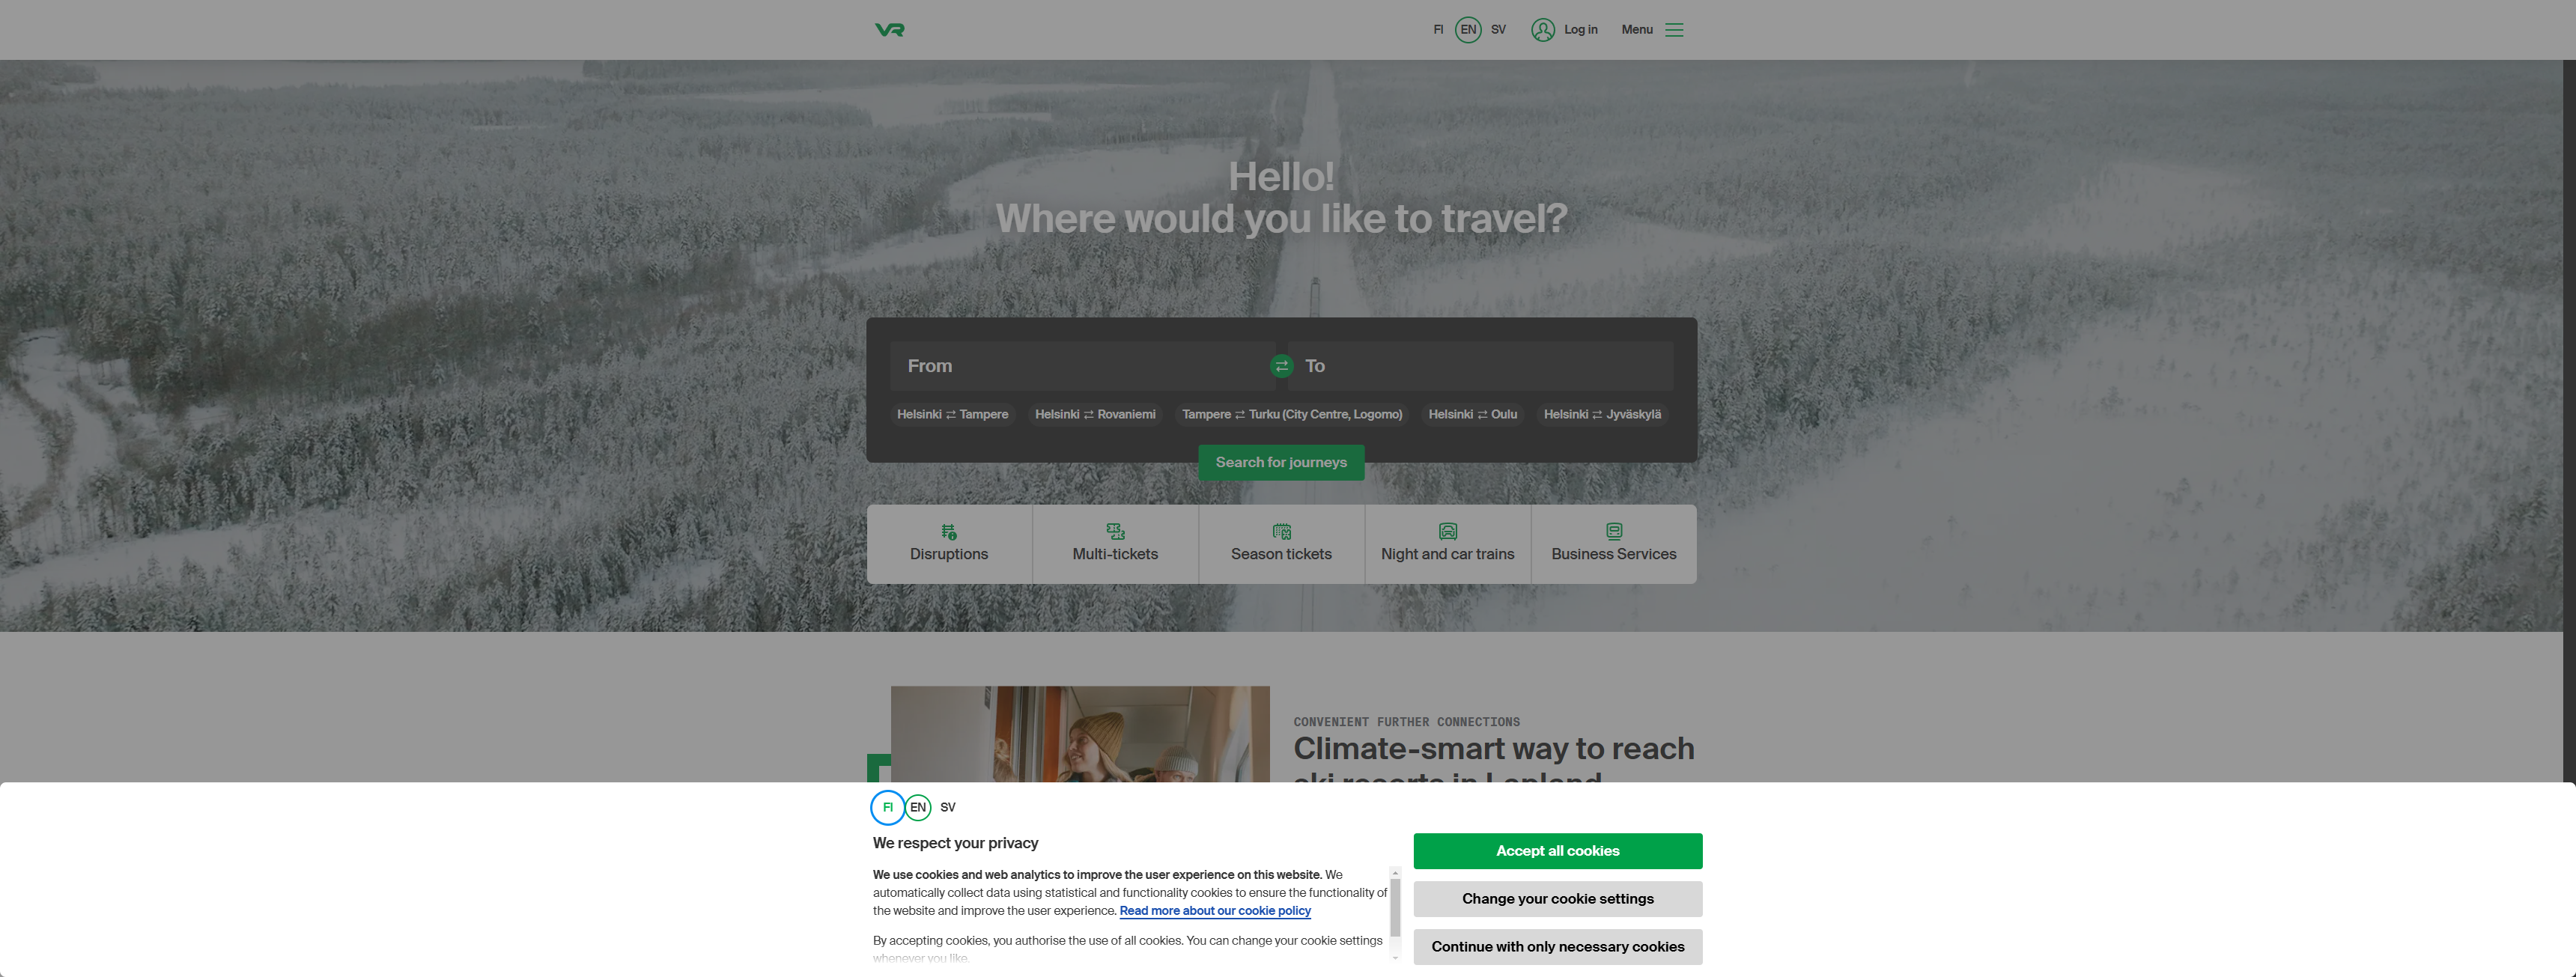 VR
FI EN SV Log in Menu
Hello!
Where would you like to travel?
From To
Helsinki ⇄ Tampere Helsinki ⇄ Rovaniemi Tampere ⇄ Turku (City Centre, Logomo) Helsinki ⇄ Oulu Helsinki ⇄ Jyväskylä
Search for journeys
Disruptions Multi-tickets Season tickets Night and car trains Business Services
CONVENIENT FURTHER CONNECTIONS
Climate-smart way to reach
ski resorts in Lapland
FI EN SV
We respect your privacy
We use cookies and web analytics to improve the user experience on this website. We
automatically collect data using statistical and functionality cookies to ensure the functionality of
the website and improve the user experience. Read more about our cookie policy
By accepting cookies, you authorise the use of all cookies. You can change your cookie settings
whenever you like.
Accept all cookies
Change your cookie settings
Continue with only necessary cookies